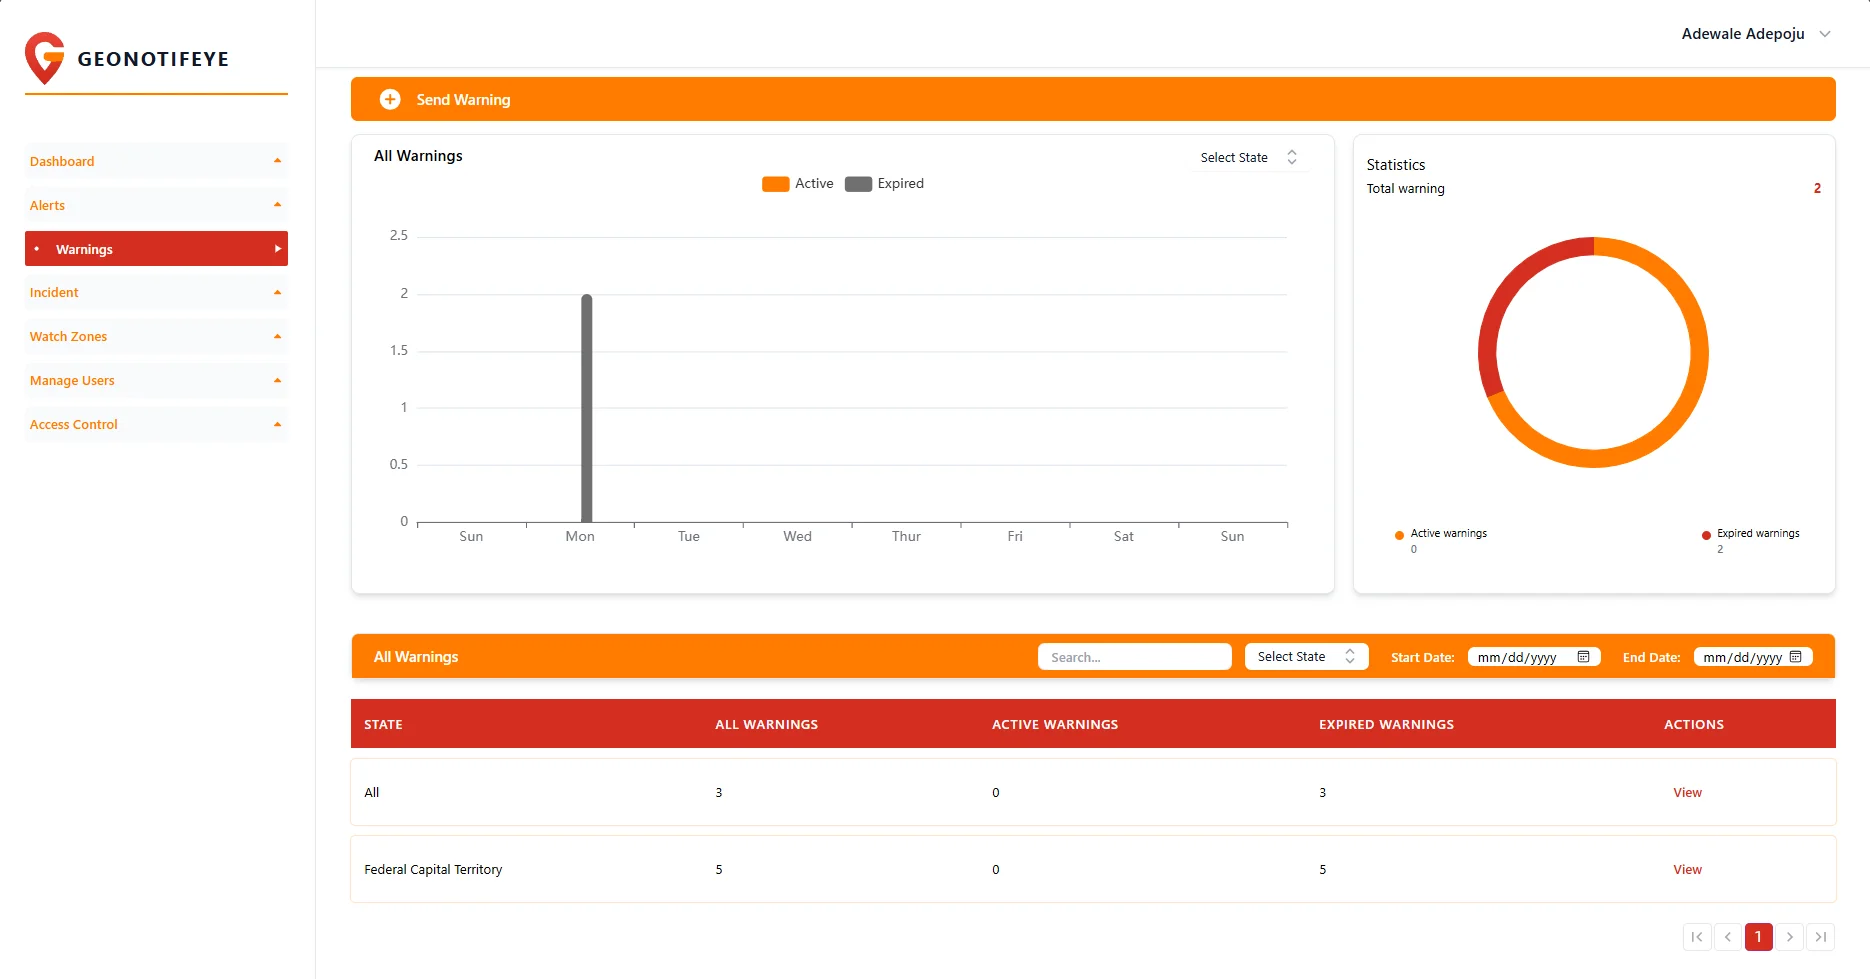 GEONOTIFEYE
Adewale Adepoju
Dashboard
Alerts
Warnings
Incident
Watch Zones
Manage Users
Access Control
Send Warning
All Warnings
Select State
Active
Expired
2.5
2
1.5
1
0.5
0
Sun
Mon
Tue
Wed
Thur
Fri
Sat
Sun
Statistics
Total warning
2
Active warnings
0
Expired warnings
2
All Warnings
Search...
Select State
Start Date:
mm/dd/yyyy
End Date:
mm/dd/yyyy
STATE
ALL WARNINGS
ACTIVE WARNINGS
EXPIRED WARNINGS
ACTIONS
All
3
0
3
View
Federal Capital Territory
5
0
5
View
1